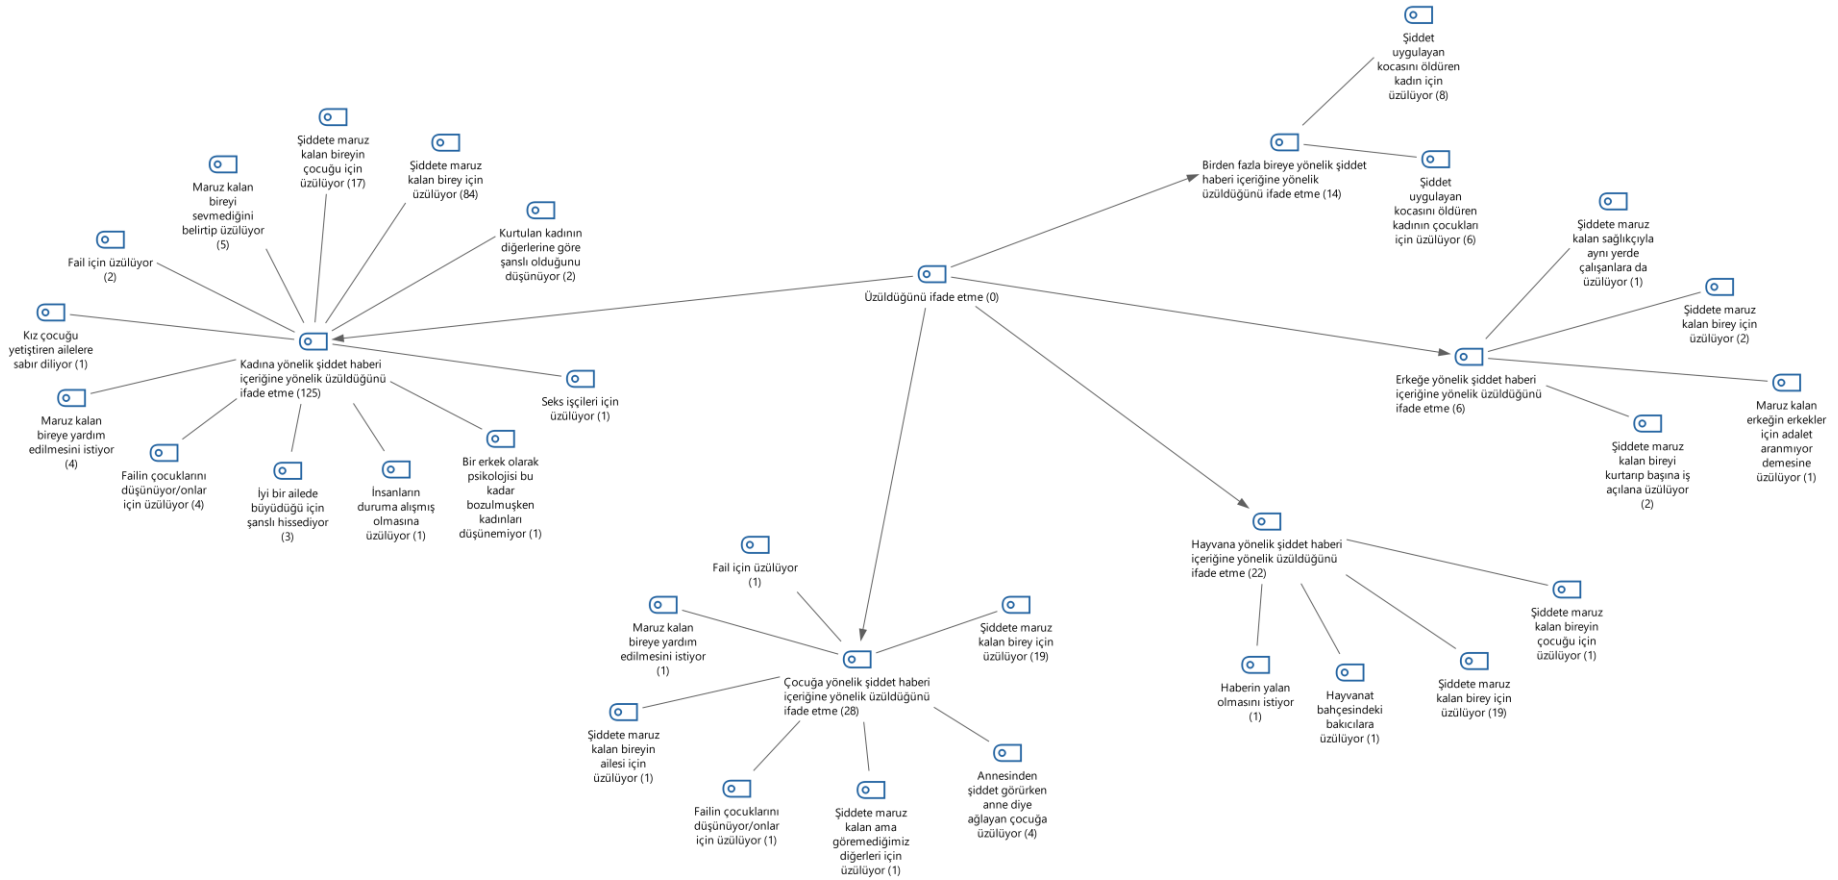 Şiddet
uygulayan
kocasını öldüren
kadın için
üzülüyor (8)
Birden fazla bireye yönelik şiddet
haberi içeriğine yönelik
üzüldüğünü ifade etme (14)
Şiddet
uygulayan
kocasını öldüren
kadının çocukları
için üzülüyor (6)
Şiddete maruz
kalan bireyin
çocuğu için
üzülüyor (17)
Şiddete maruz
kalan birey için
üzülüyor (84)
Maruz kalan
bireyi
sevmediğini
belirtip üzülüyor
(5)
Kurtulan kadının
diğerlerine göre
şanslı olduğunu
düşünüyor (2)
Fail için üzülüyor
(2)
Kız çocuğu
yetiştiren ailelere
sabır diliyor (1)
Kadına yönelik şiddet haberi
içeriğine yönelik üzüldüğünü
ifade etme (125)
Seks işçileri için
üzülüyor (1)
Maruz kalan
bireye yardım
edilmesini istiyor
(4)
Failin çocuklarını
düşünüyor/onlar
için üzülüyor (4)
İyi bir ailede
büyüdüğü için
şanslı hissediyor
(3)
İnsanların
duruma alışmış
olmasına
üzülüyor (1)
Bir erkek olarak
psikolojisi bu
kadar
bozulmuşken
kadınları
düşünemiyor (1)
Üzüldüğünü ifade etme (0)
Şiddete maruz
kalan sağlıkçıyla
aynı yerde
çalışanlara da
üzülüyor (1)
Şiddete maruz
kalan birey için
üzülüyor (2)
Erkeğe yönelik şiddet haberi
içeriğine yönelik üzüldüğünü
ifade etme (6)
Maruz kalan
erkeğin erkekler
için adalet
aranmıyor
demesine
üzülüyor (1)
Şiddete maruz
kalan bireyi
kurtarıp başına iş
açılana üzülüyor
(2)
Hayvana yönelik şiddet haberi
içeriğine yönelik üzüldüğünü
ifade etme (22)
Şiddete maruz
kalan bireyin
çocuğu için
üzülüyor (1)
Haberin yalan
olmasını istiyor
(1)
Hayvanat
bahçesindeki
bakıcılara
üzülüyor (1)
Şiddete maruz
kalan birey için
üzülüyor (19)
Fail için üzülüyor
(1)
Maruz kalan
bireye yardım
edilmesini istiyor
(1)
Şiddete maruz
kalan birey için
üzülüyor (19)
Çocuğa yönelik şiddet haberi
içeriğine yönelik üzüldüğünü
ifade etme (28)
Şiddete maruz
kalan bireyin
ailesi için
üzülüyor (1)
Failin çocuklarını
düşünüyor/onlar
için üzülüyor (1)
Şiddete maruz
kalan ama
göremediğimiz
diğerleri için
üzülüyor (1)
Annesinden
şiddet görürken
anne diye
ağlayan çocuğa
üzülüyor (4)